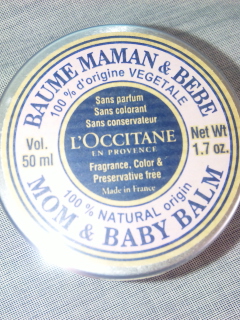 BAUME MAMAN & BEBE
100 % d'origine VEGETALE
Sans parfum
Sans colorant
Sans conservateur
Vol.
50 ml
L'OCCITANE
EN PROVENCE
Net Wt
1.7 oz.
Fragrance, Color &
Preservative free
Made in France
100 % NATURAL origin
MOM & BABY BALM